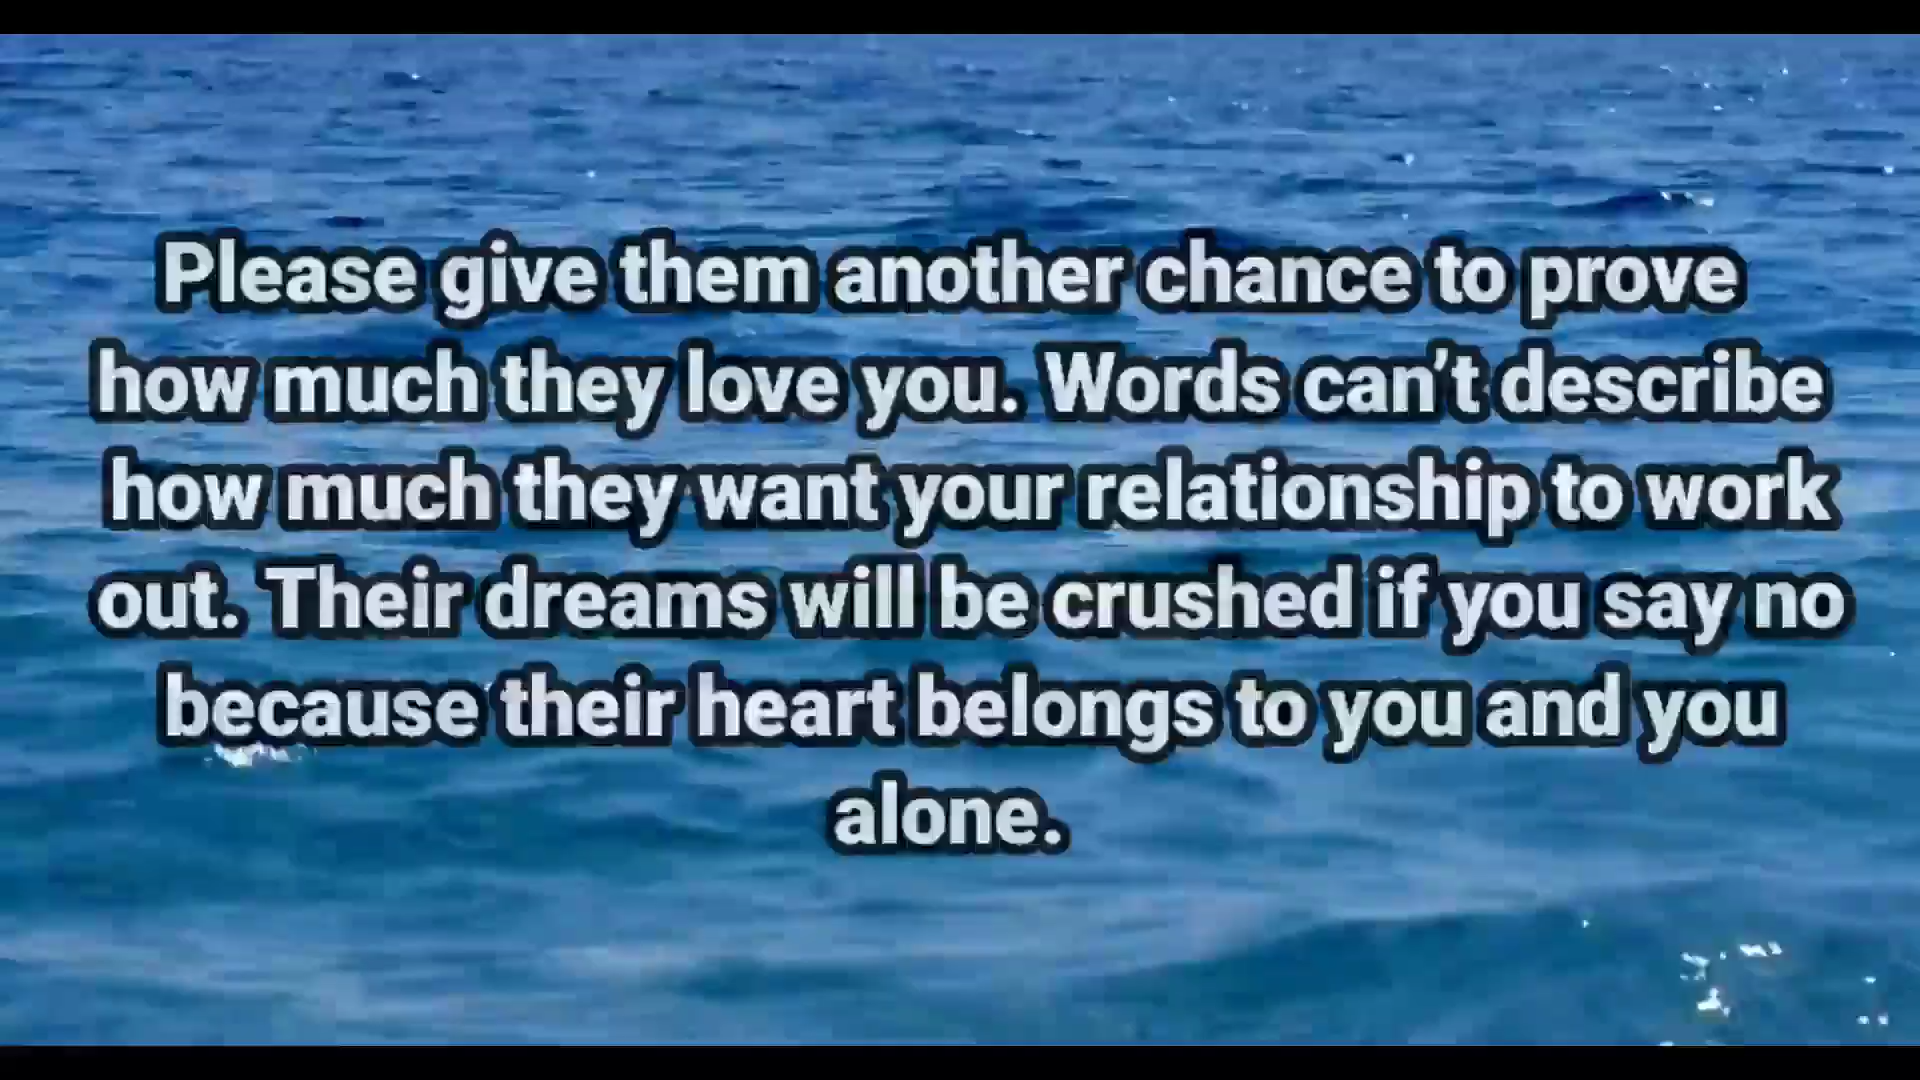 Please give them another chance to prove
how much they love you. Words can’t describe
how much they want your relationship to work
out. Their dreams will be crushed if you say no
because their heart belongs to you and you
alone.